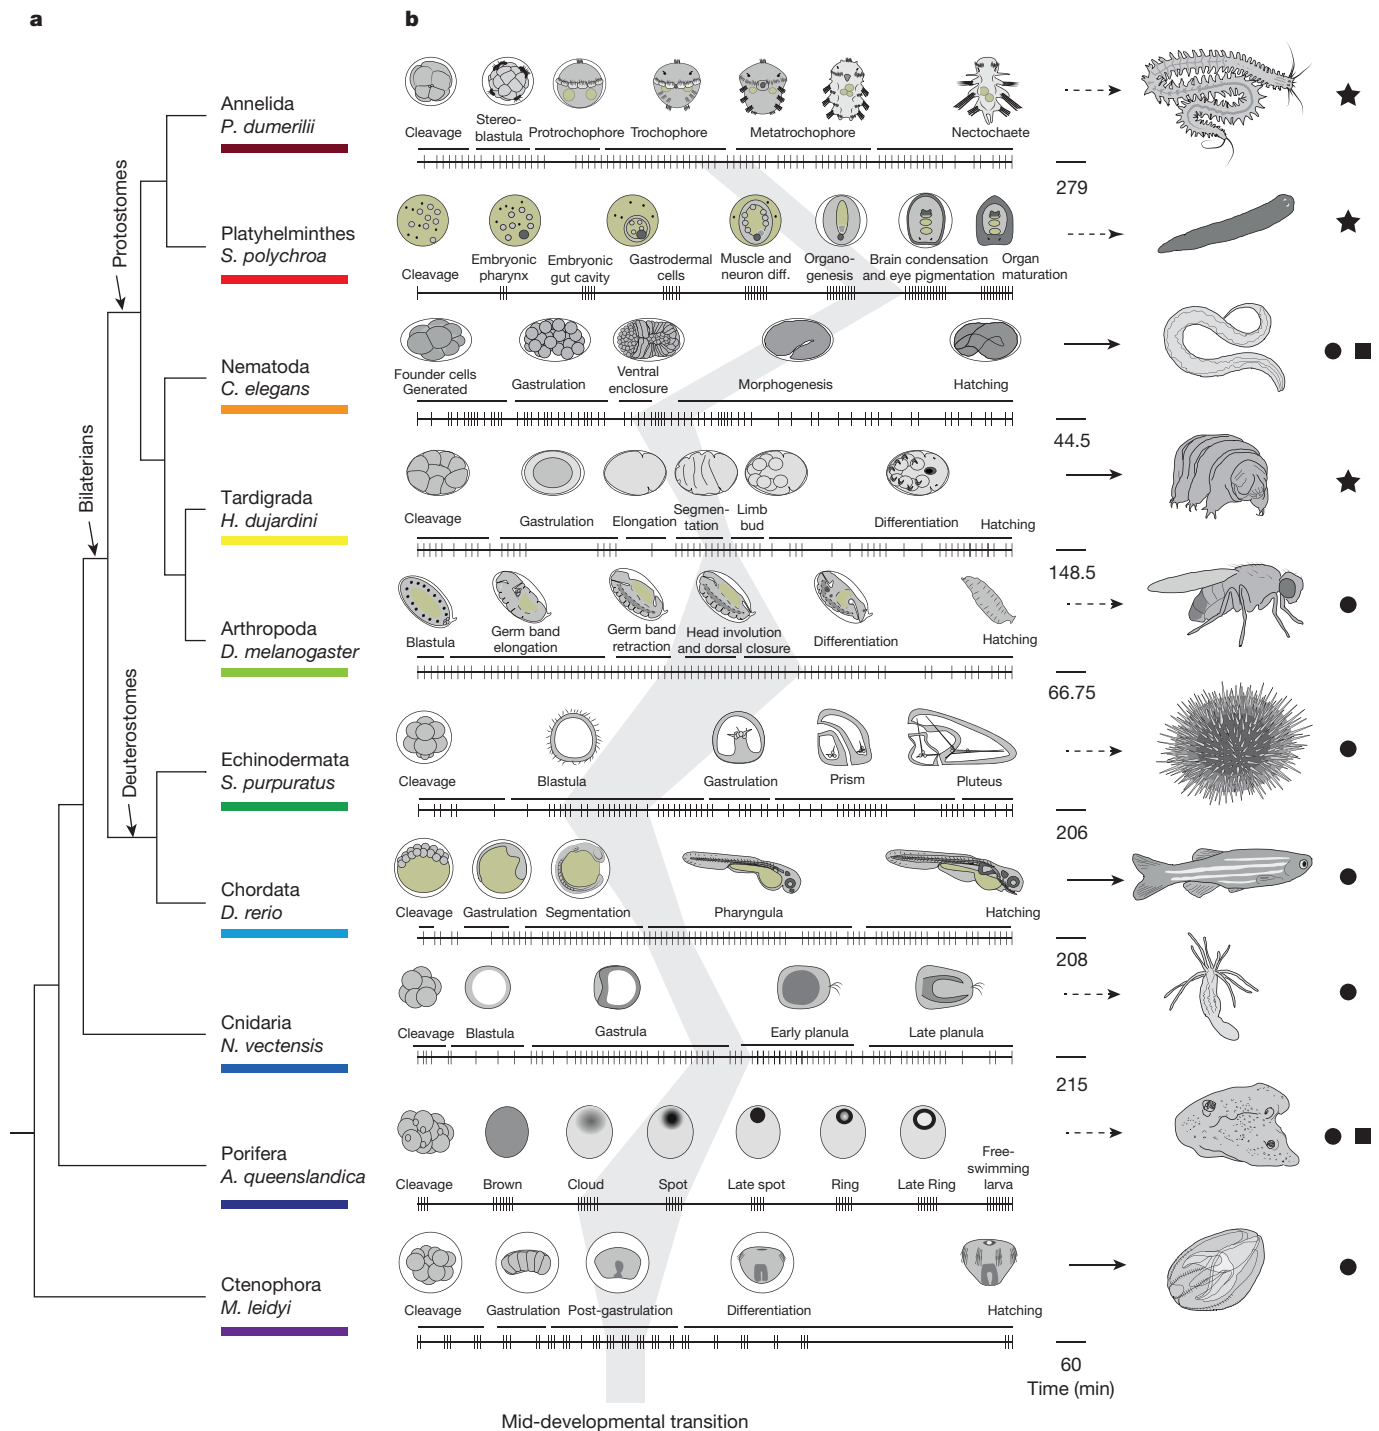 a
b
Protostomes
Bilaterians
Deuterostomes
Annelida
P. dumerilii
Cleavage
Stereo-
blastula
Protrochophore
Trochophore
Metatrochophore
Nectochaete
279
Platyhelminthes
S. polychroa
Cleavage
Embryonic
pharynx
Embryonic
gut cavity
Gastrodermal
cells
Muscle and
neuron diff.
Organo-
genesis
Brain condensation
and eye pigmentation
Organ
maturation
Nematoda
C. elegans
Founder cells
Generated
Gastrulation
Ventral
enclosure
Morphogenesis
Hatching
44.5
Tardigrada
H. dujardini
Cleavage
Gastrulation
Elongation
Segmen-
tation
Limb
bud
Differentiation
Hatching
148.5
Arthropoda
D. melanogaster
Blastula
Germ band
elongation
Germ band
retraction
Head involution
and dorsal closure
Differentiation
Hatching
66.75
Echinodermata
S. purpuratus
Cleavage
Blastula
Gastrulation
Prism
Pluteus
206
Chordata
D. rerio
Cleavage
Gastrulation
Segmentation
Pharyngula
Hatching
208
Cnidaria
N. vectensis
Cleavage
Blastula
Gastrula
Early planula
Late planula
215
Porifera
A. queenslandica
Cleavage
Brown
Cloud
Spot
Late spot
Ring
Late Ring
Free-
swimming
larva
Ctenophora
M. leidyi
Cleavage
Gastrulation
Post-gastrulation
Differentiation
Hatching
60
Time (min)
Mid-developmental transition